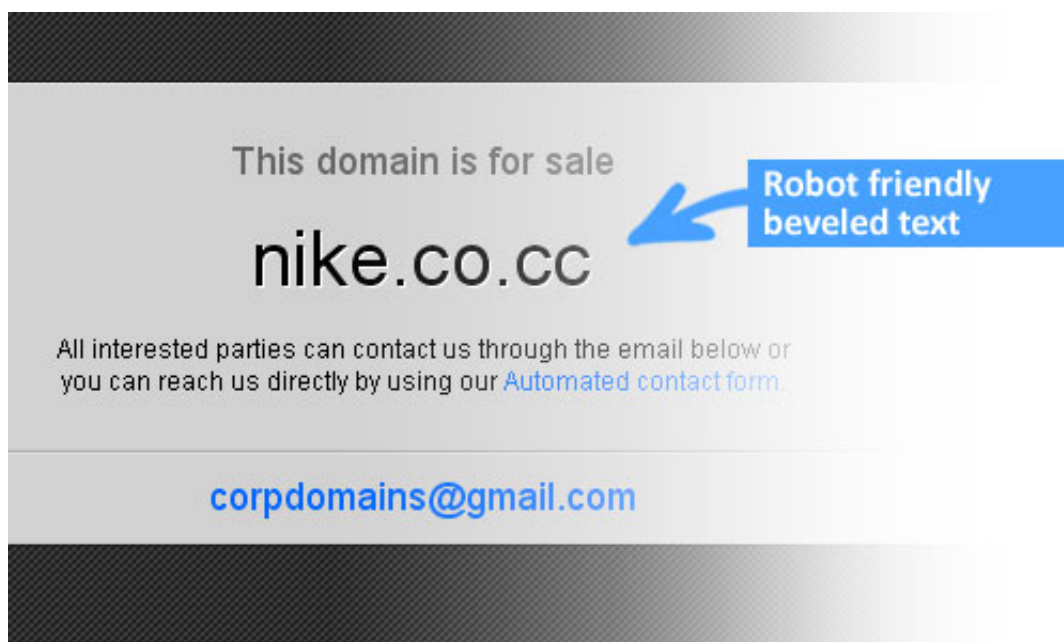 This domain is for sale
Robot friendly
beveled text
nike.co.cc
All interested parties can contact us through the email below or
you can reach us directly by using our Automated contact form.
corpdomains@gmail.com